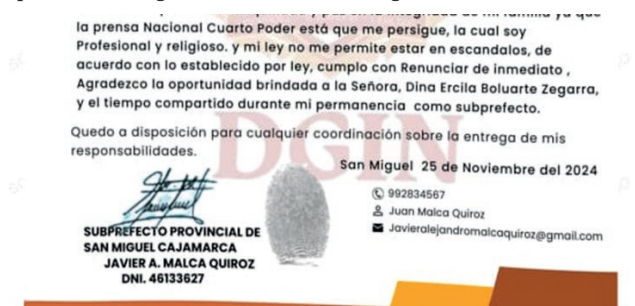 la prensa Nacional Cuarto Poder está que me persigue, la cual soy
Profesional y religioso. y mi ley no me permite estar en escandalos, de
acuerdo con lo establecido por ley, cumplo con Renunciar de inmediato ,
Agradezco la oportunidad brindada a la Señora, Dina Ercila Boluarte Zegarra,
y el tiempo compartido durante mi permanencia como subprefecto.
Quedo a disposición para cualquier coordinación sobre la entrega de mis
responsabilidades.
DGIN
San Miguel 25 de Noviembre del 2024
992834567
Juan Malca Quiroz
Javieralejandromalcaquiroz@gmail.com
SUBPREFECTO PROVINCIAL DE
SAN MIGUEL CAJAMARCA
JAVIER A. MALCA QUIROZ
DNI. 46133627